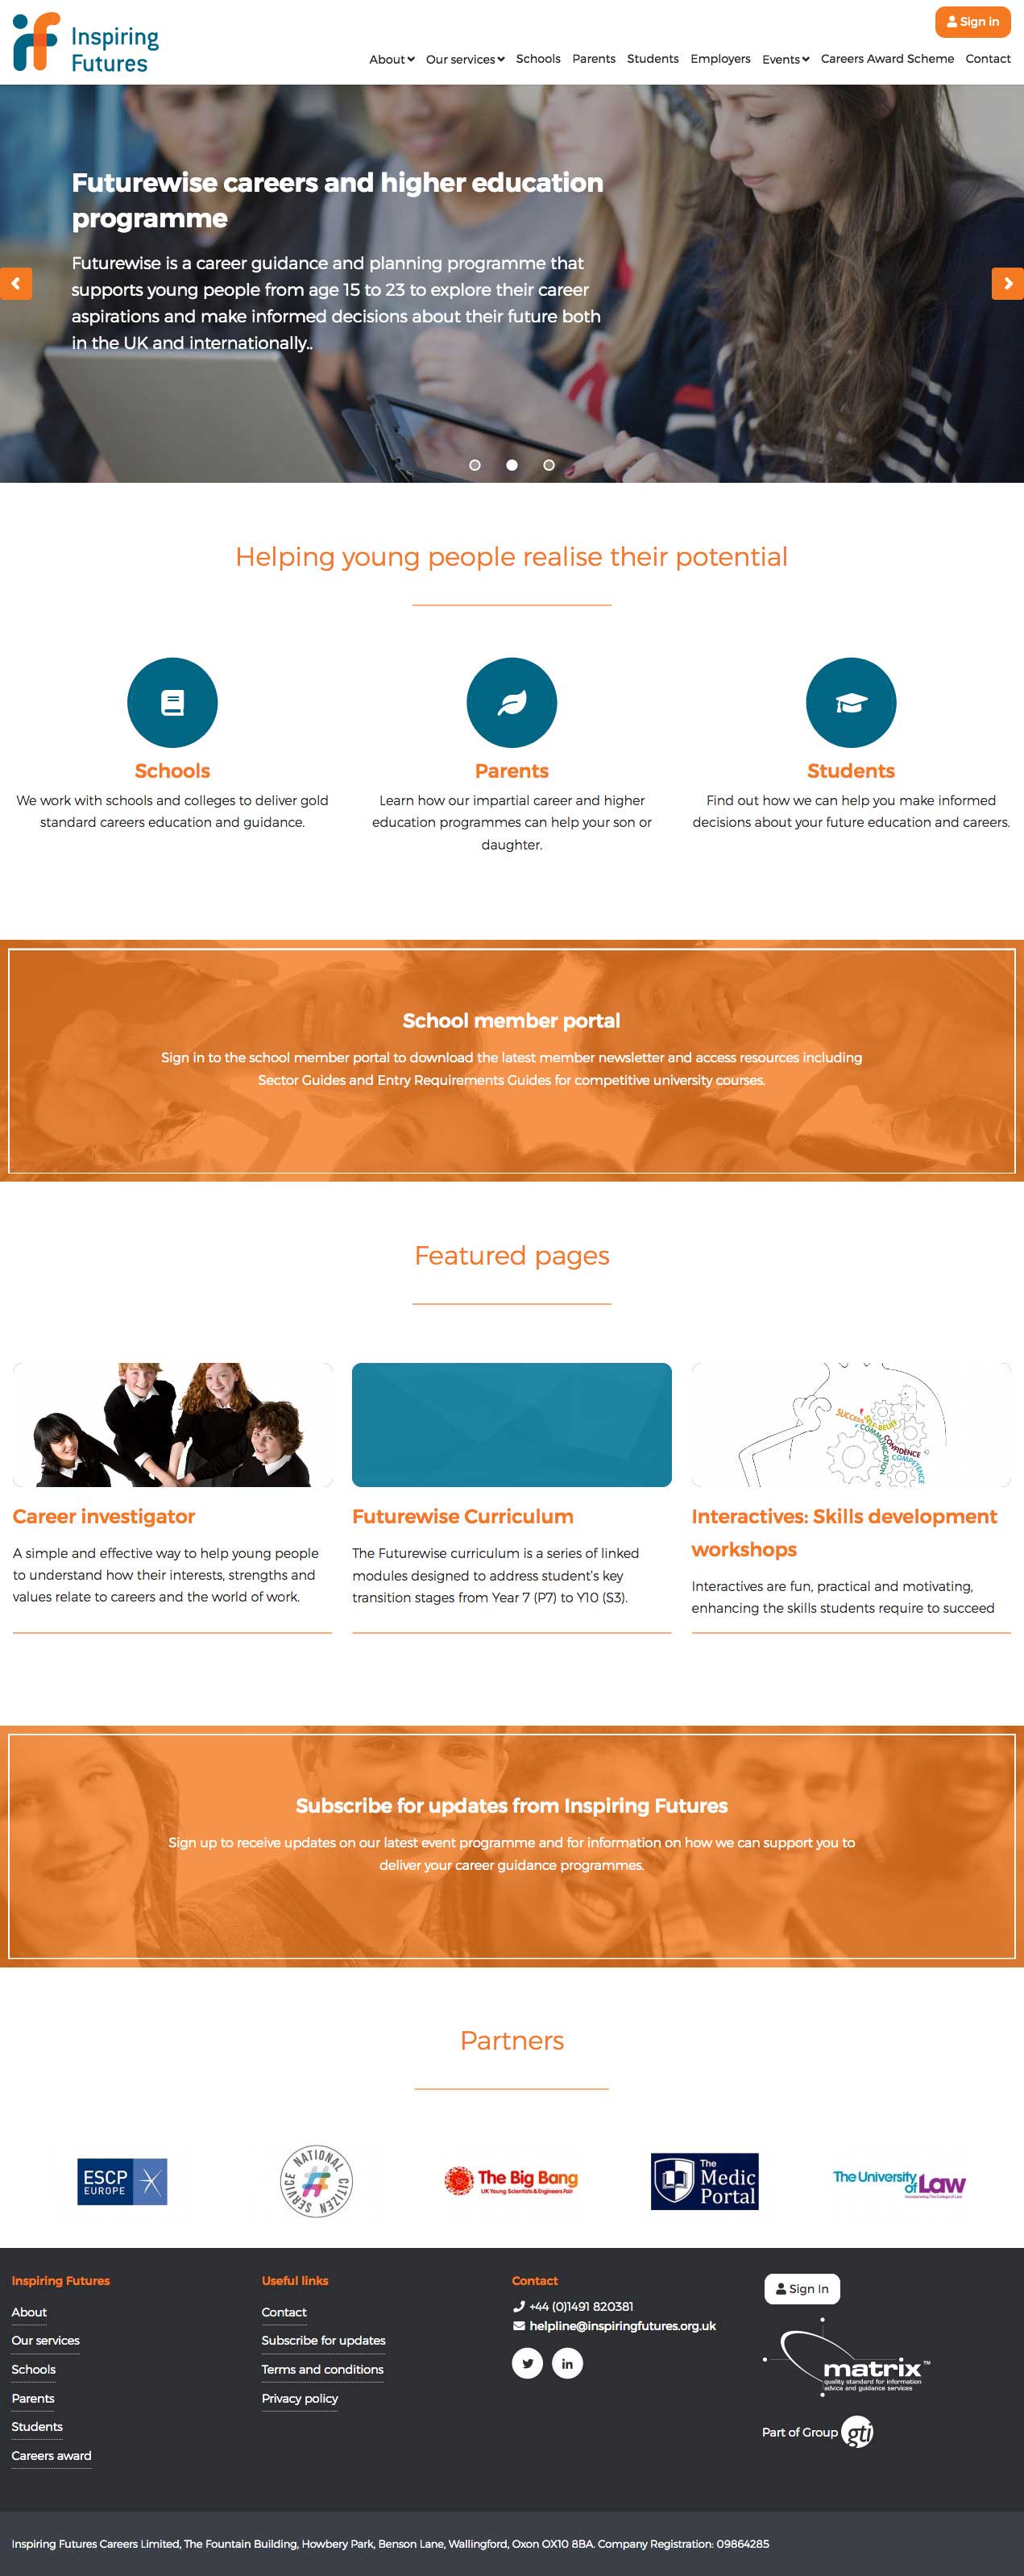 Inspiring
Futures
Sign in
About
Our services
Schools
Parents
Students
Employers
Events
Careers Award Scheme
Contact
Futurewise careers and higher education
programme
Futurewise is a career guidance and planning programme that
supports young people from age 15 to 23 to explore their career
aspirations and make informed decisions about their future both
in the UK and internationally..
Helping young people realise their potential
Schools
We work with schools and colleges to deliver gold
standard careers education and guidance.
Parents
Learn how our impartial career and higher
education programmes can help your son or
daughter.
Students
Find out how we can help you make informed
decisions about your future education and careers.
School member portal
Sign in to the school member portal to download the latest member newsletter and access resources including
Sector Guides and Entry Requirements Guides for competitive university courses.
Featured pages
SUCCESS
SELF-BELIEF
COMMUNICATION
CONFIDENCE
COMPETENCE
Career investigator
A simple and effective way to help young people
to understand how their interests, strengths and
values relate to careers and the world of work.
Futurewise Curriculum
The Futurewise curriculum is a series of linked
modules designed to address student's key
transition stages from Year 7 (P7) to Y10 (S3).
Interactives: Skills development
workshops
Interactives are fun, practical and motivating,
enhancing the skills students require to succeed
Subscribe for updates from Inspiring Futures
Sign up to receive updates on our latest event programme and for information on how we can support you to
deliver your career guidance programmes.
Partners
ESCP
EUROPE
NATIONAL CITIZEN SERVICE
The Big Bang
UK Young Scientists & Engineers Fair
The
Medic
Portal
The University
of Law
Incorporating The College of Law
Inspiring Futures
About
Our services
Schools
Parents
Students
Careers award
Useful links
Contact
Subscribe for updates
Terms and conditions
Privacy policy
Contact
+44 (0)1491 820381
helpline@inspiringfutures.org.uk
in
Sign In
matrix™
quality standard for information
advice and guidance services
Part of Group gti
Inspiring Futures Careers Limited, The Fountain Building, Howbery Park, Benson Lane, Wallingford, Oxon OX10 8BA. Company Registration: 09864285